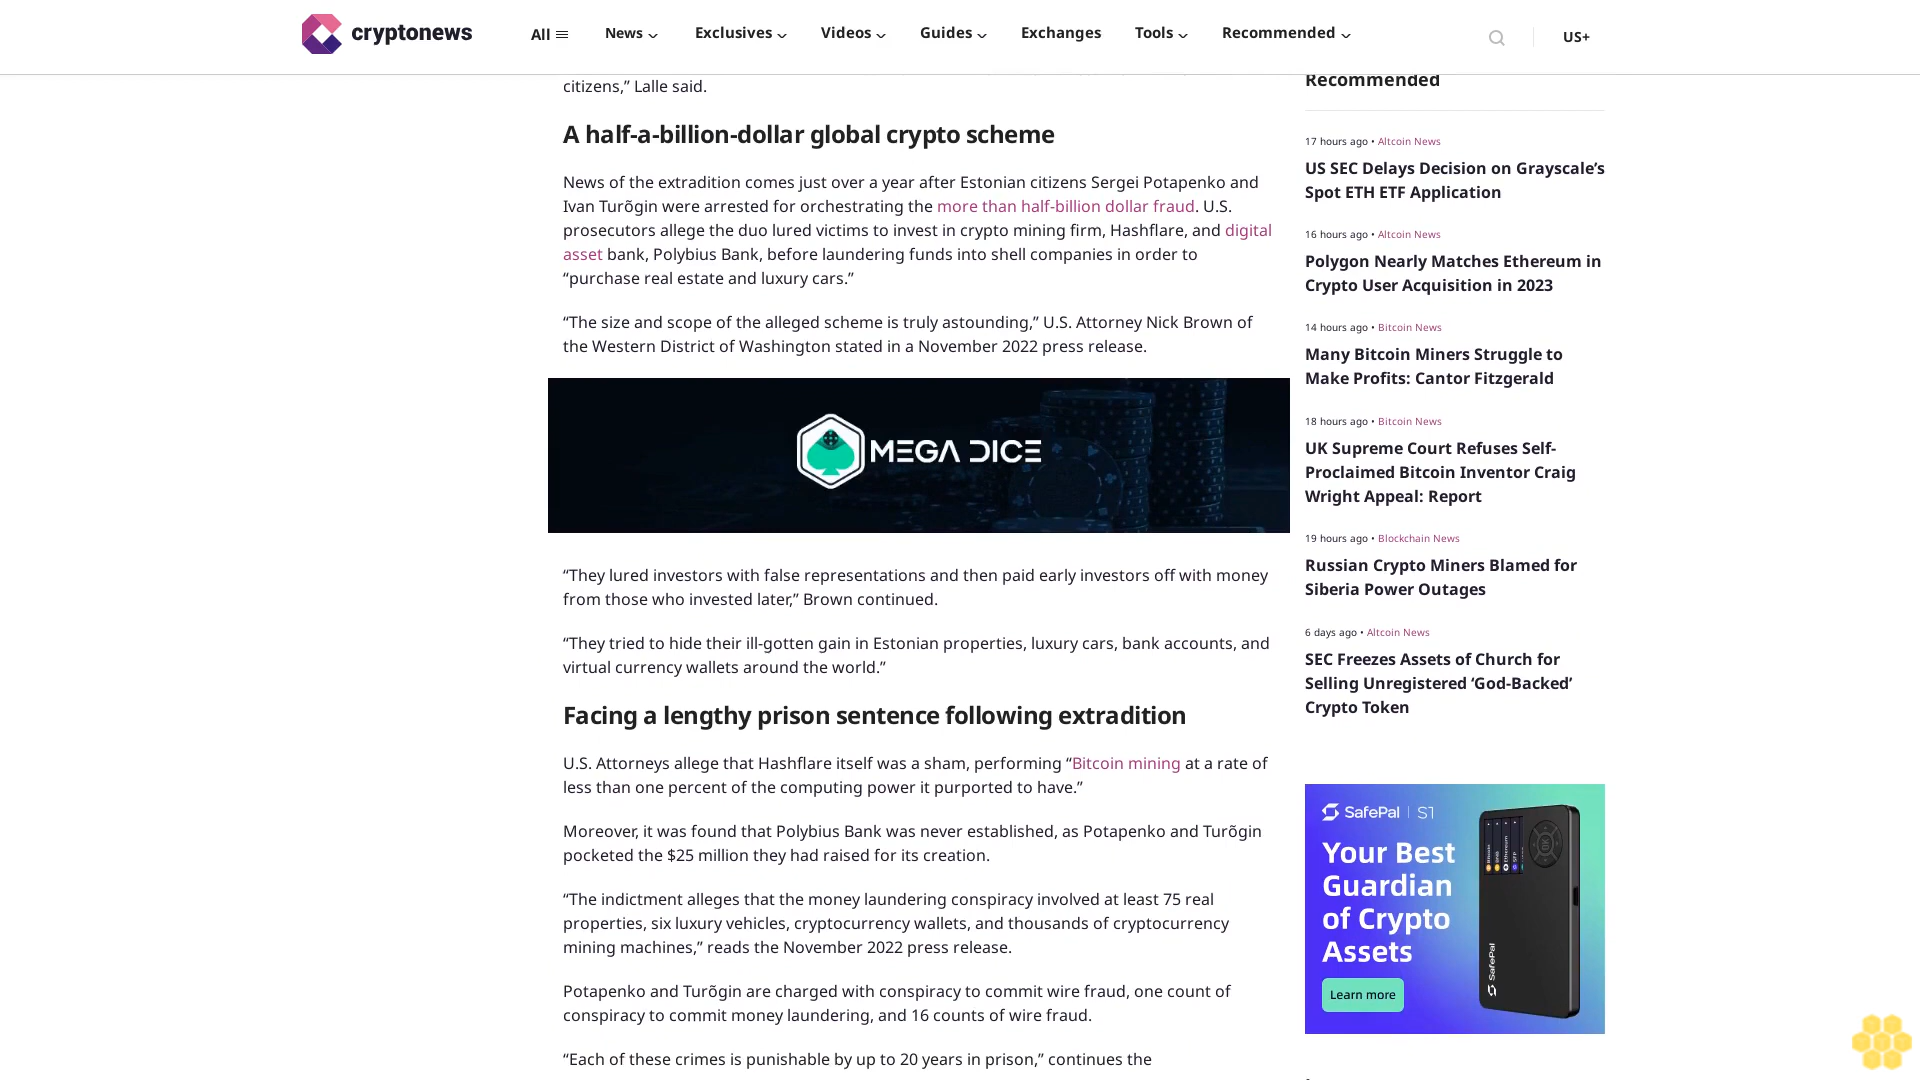 cryptonews
All
News
Exclusives
Videos
Guides
Exchanges
Tools
Recommended
US+
citizens,” Lalle said.
A half-a-billion-dollar global crypto scheme
News of the extradition comes just over a year after Estonian citizens Sergei Potapenko and
Ivan Turõgin were arrested for orchestrating the more than half-billion dollar fraud. U.S.
prosecutors allege the duo lured victims to invest in crypto mining firm, Hashflare, and digital
asset bank, Polybius Bank, before laundering funds into shell companies in order to
“purchase real estate and luxury cars.”
“The size and scope of the alleged scheme is truly astounding,” U.S. Attorney Nick Brown of
the Western District of Washington stated in a November 2022 press release.
MEGA DICE
“They lured investors with false representations and then paid early investors off with money
from those who invested later,” Brown continued.
“They tried to hide their ill-gotten gain in Estonian properties, luxury cars, bank accounts, and
virtual currency wallets around the world.”
Facing a lengthy prison sentence following extradition
U.S. Attorneys allege that Hashflare itself was a sham, performing “Bitcoin mining at a rate of
less than one percent of the computing power it purported to have.”
Moreover, it was found that Polybius Bank was never established, as Potapenko and Turõgin
pocketed the $25 million they had raised for its creation.
“The indictment alleges that the money laundering conspiracy involved at least 75 real
properties, six luxury vehicles, cryptocurrency wallets, and thousands of cryptocurrency
mining machines,” reads the November 2022 press release.
Potapenko and Turõgin are charged with conspiracy to commit wire fraud, one count of
conspiracy to commit money laundering, and 16 counts of wire fraud.
“Each of these crimes is punishable by up to 20 years in prison,” continues the
Recommended
17 hours ago • Altcoin News
US SEC Delays Decision on Grayscale’s
Spot ETH ETF Application
16 hours ago • Altcoin News
Polygon Nearly Matches Ethereum in
Crypto User Acquisition in 2023
14 hours ago • Bitcoin News
Many Bitcoin Miners Struggle to
Make Profits: Cantor Fitzgerald
18 hours ago • Bitcoin News
UK Supreme Court Refuses Self-
Proclaimed Bitcoin Inventor Craig
Wright Appeal: Report
19 hours ago • Blockchain News
Russian Crypto Miners Blamed for
Siberia Power Outages
6 days ago • Altcoin News
SEC Freezes Assets of Church for
Selling Unregistered ‘God-Backed’
Crypto Token
SafePal | S1
Your Best
Guardian
of Crypto
Assets
Learn more
SafePal
OK
Bitcoin
BNB
Ethereum
SFP